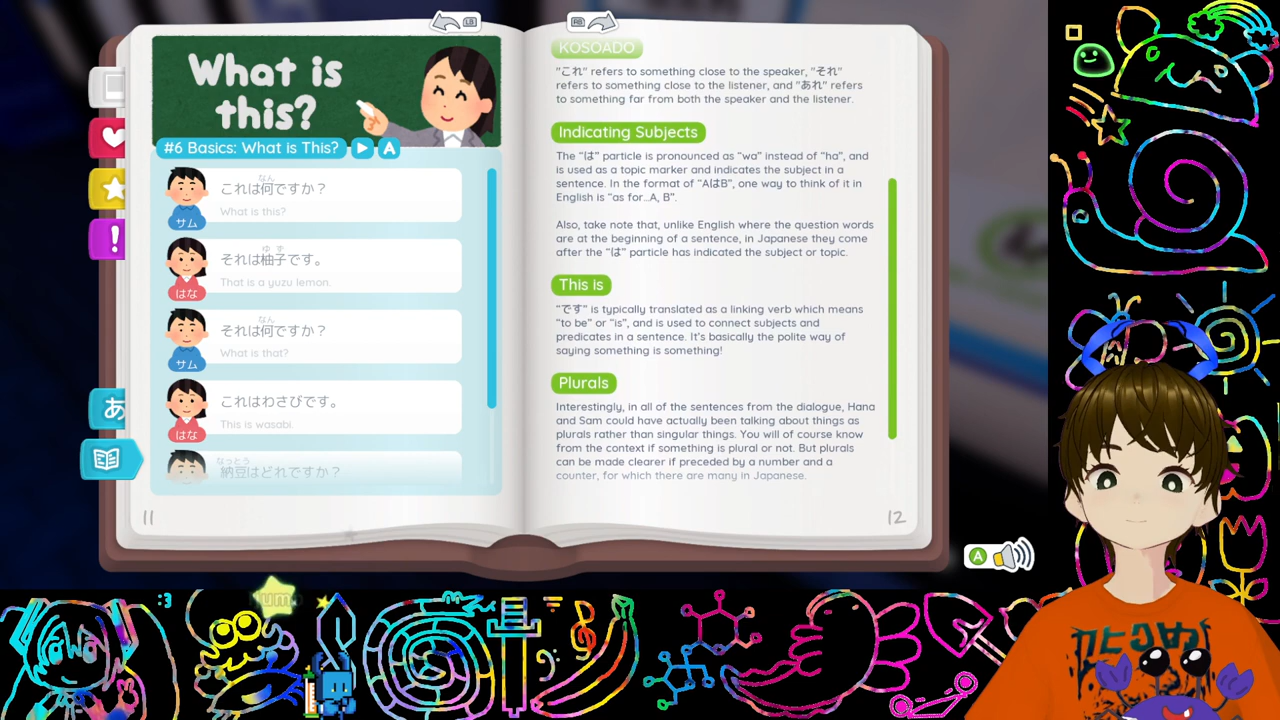 LB
RB
What is
this?
#6 Basics: What is This?
A
なん
これは何ですか？
What is this?
サム
ゆず
それは柚子です。
That is a yuzu lemon.
はな
なん
それは何ですか？
What is that?
サム
これはわさびです。
This is wasabi.
はな
なっとう
納豆はどれですか？
あ
11
KOSOADO
"これ" refers to something close to the speaker, "それ"
refers to something close to the listener, and "あれ" refers
to something far from both the speaker and the listener.
Indicating Subjects
The "は" particle is pronounced as "wa" instead of "ha", and
is used as a topic marker and indicates the subject in a
sentence. In the format of "AはB", one way to think of it in
English is "as for...A, B".
Also, take note that, unlike English where the question words
are at the beginning of a sentence, in Japanese they come
after the "は" particle has indicated the subject or topic.
This is
"です" is typically translated as a linking verb which means
"to be" or "is", and is used to connect subjects and
predicates in a sentence. It's basically the polite way of
saying something is something!
Plurals
Interestingly, in all of the sentences from the dialogue, Hana
and Sam could have actually been talking about things as
plurals rather than singular things. You will of course know
from the context if something is plural or not. But plurals
can be made clearer if preceded by a number and a
counter, for which there are many in Japanese.
12
A
:3